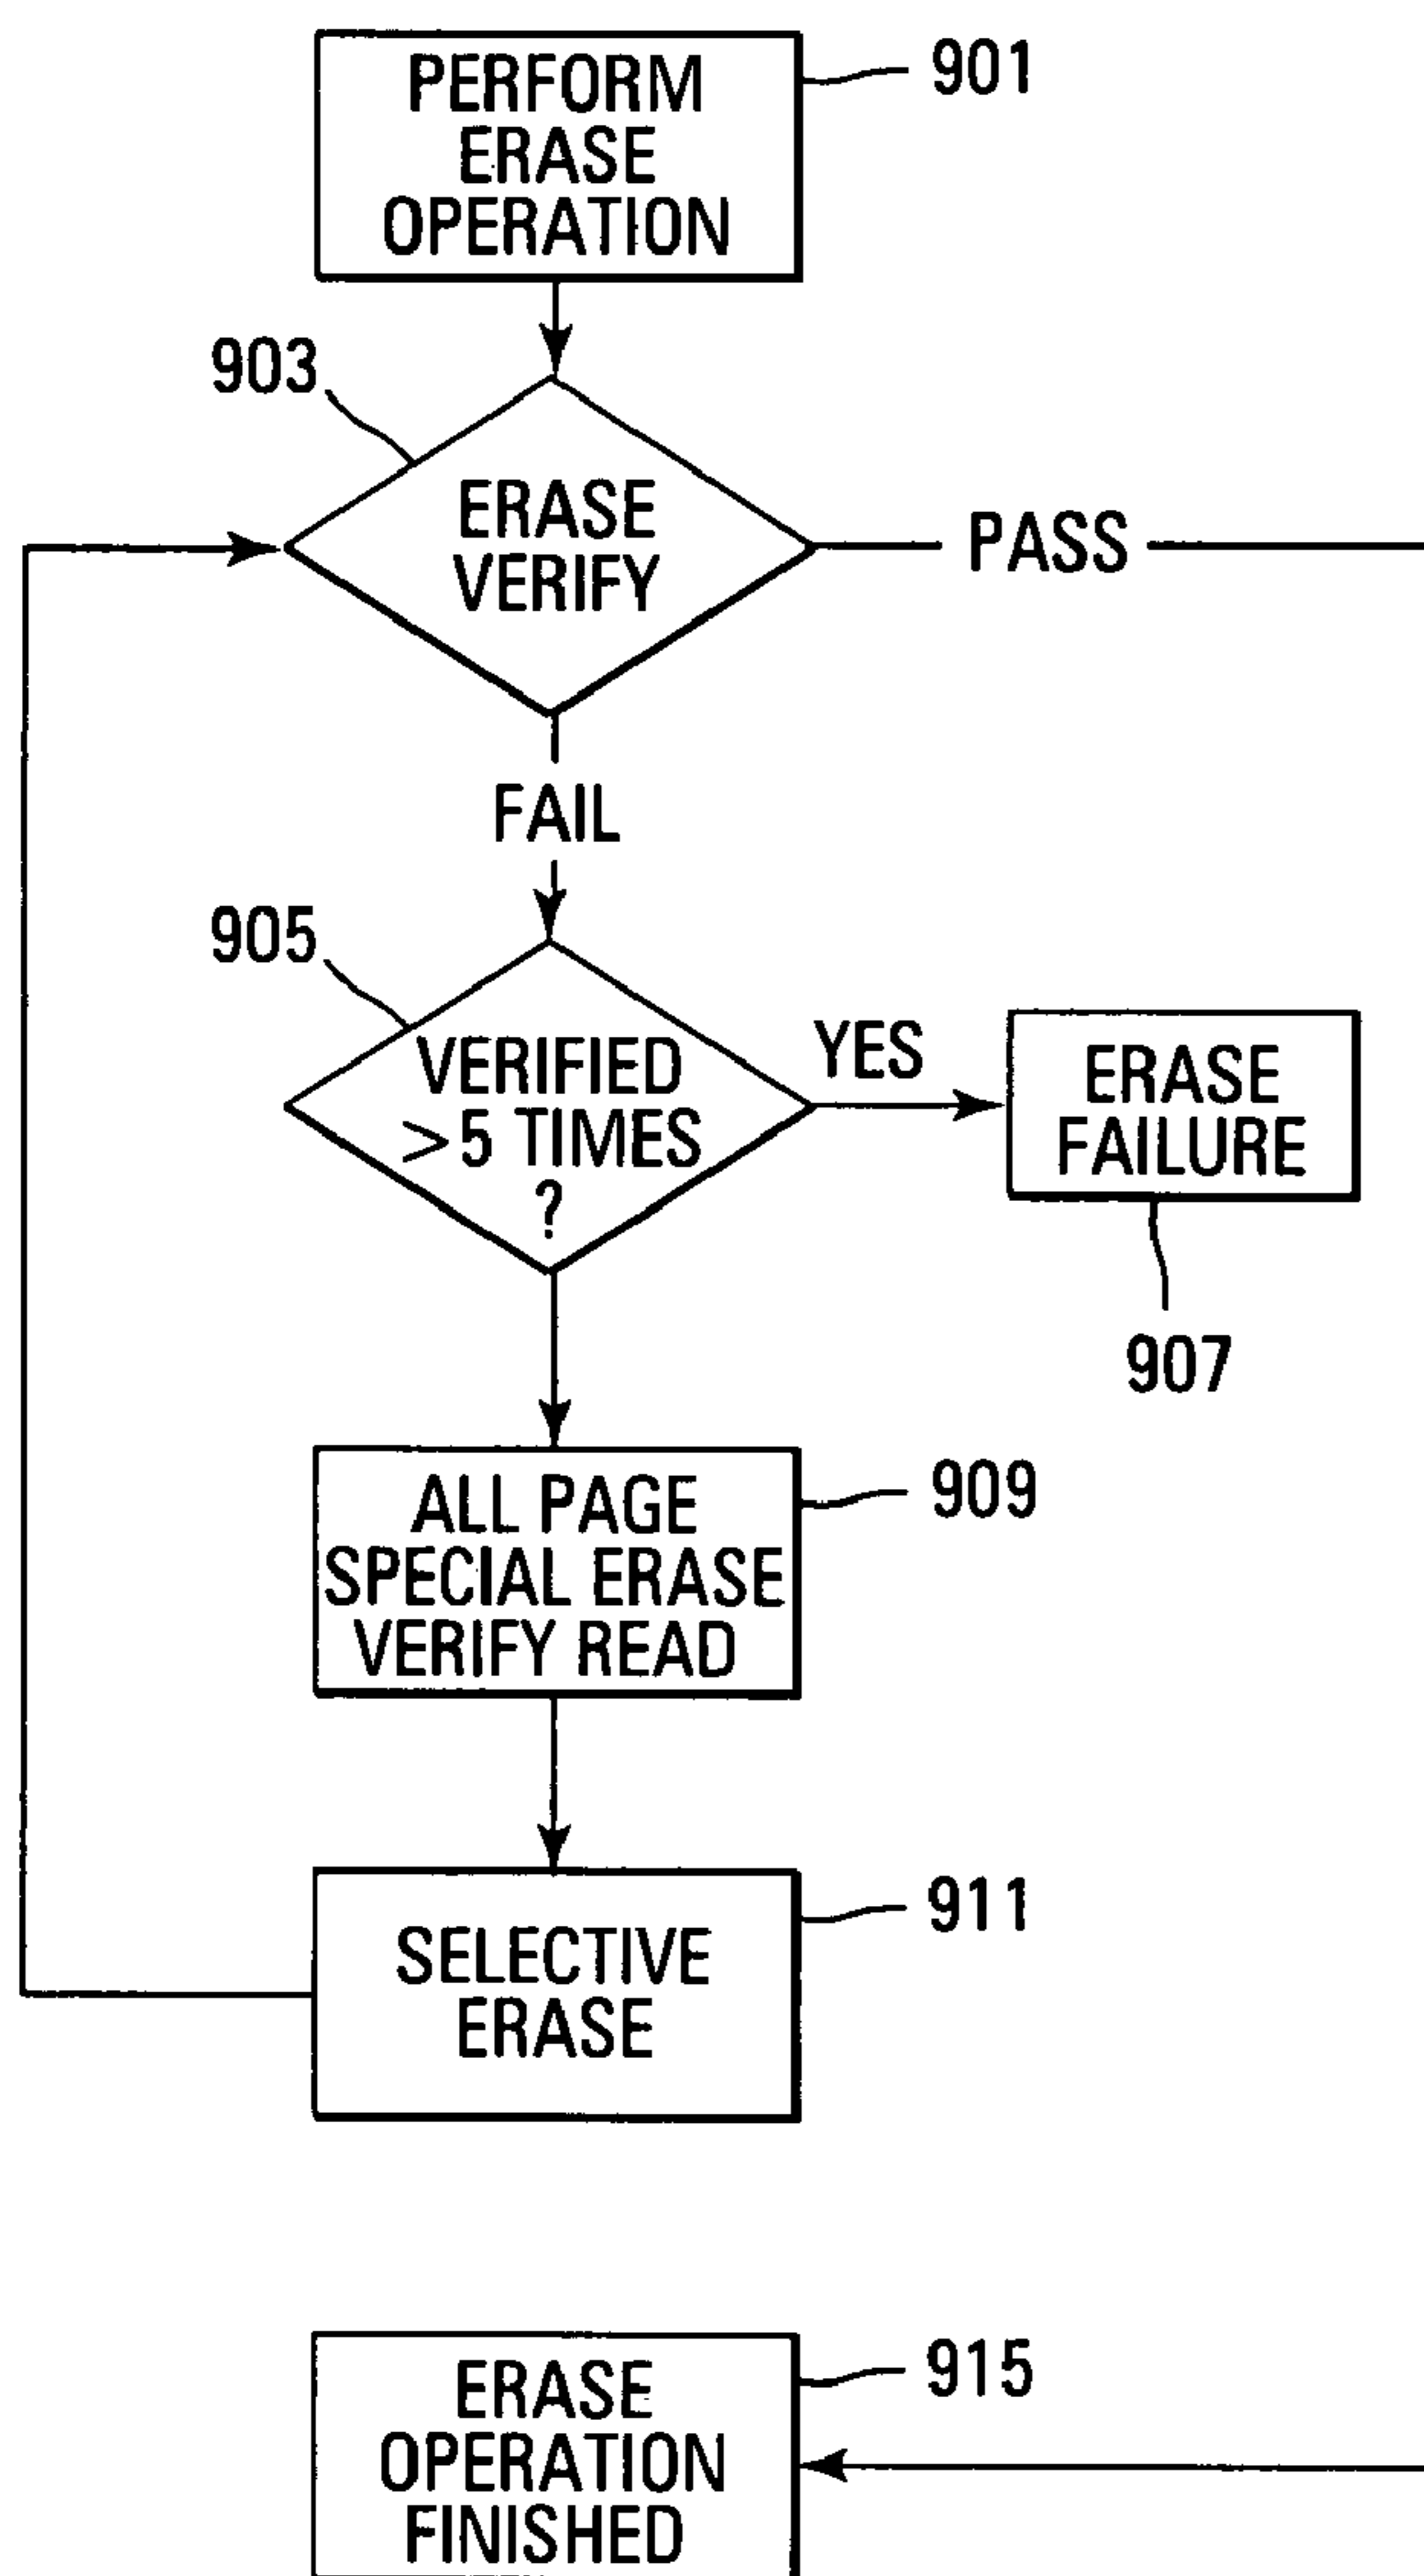 PERFORM
ERASE
OPERATION
901
903
ERASE
VERIFY
PASS
FAIL
905
VERIFIED
>5 TIMES
?
YES
ERASE
FAILURE
907
ALL PAGE
SPECIAL ERASE
VERIFY READ
909
SELECTIVE
ERASE
911
ERASE
OPERATION
FINISHED
915